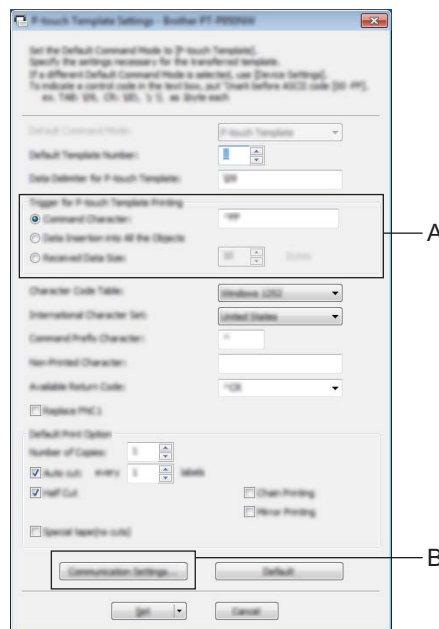 P-touch Template Settings - Brother PT-P950NW
Set the Default Command Mode to [P-touch Template].
Specify the settings necessary for the transferred template.
If a different Default Command Mode is selected, use [Device Settings].
Default Command Mode:
P-touch Template
Default Template Number:
Data Delimiter for P-touch Template:
Trigger for P-touch Template Printing
Command Character:
A
Data Insertion into All the Objects
Received Data Size:
Character Code Table:
Windows 1252
International Character Set:
United States
Command Prefix Character:
^
Non-Printed Character:
Available Return Code:
^CR
Replace FNC1
Default Print Option
Number of Copies:
1
Auto cut every 1 labels
Half Cut
Chain Printing
Mirror Printing
Special tape(no cuts)
B
Communication Settings...
Default
Set
Cancel